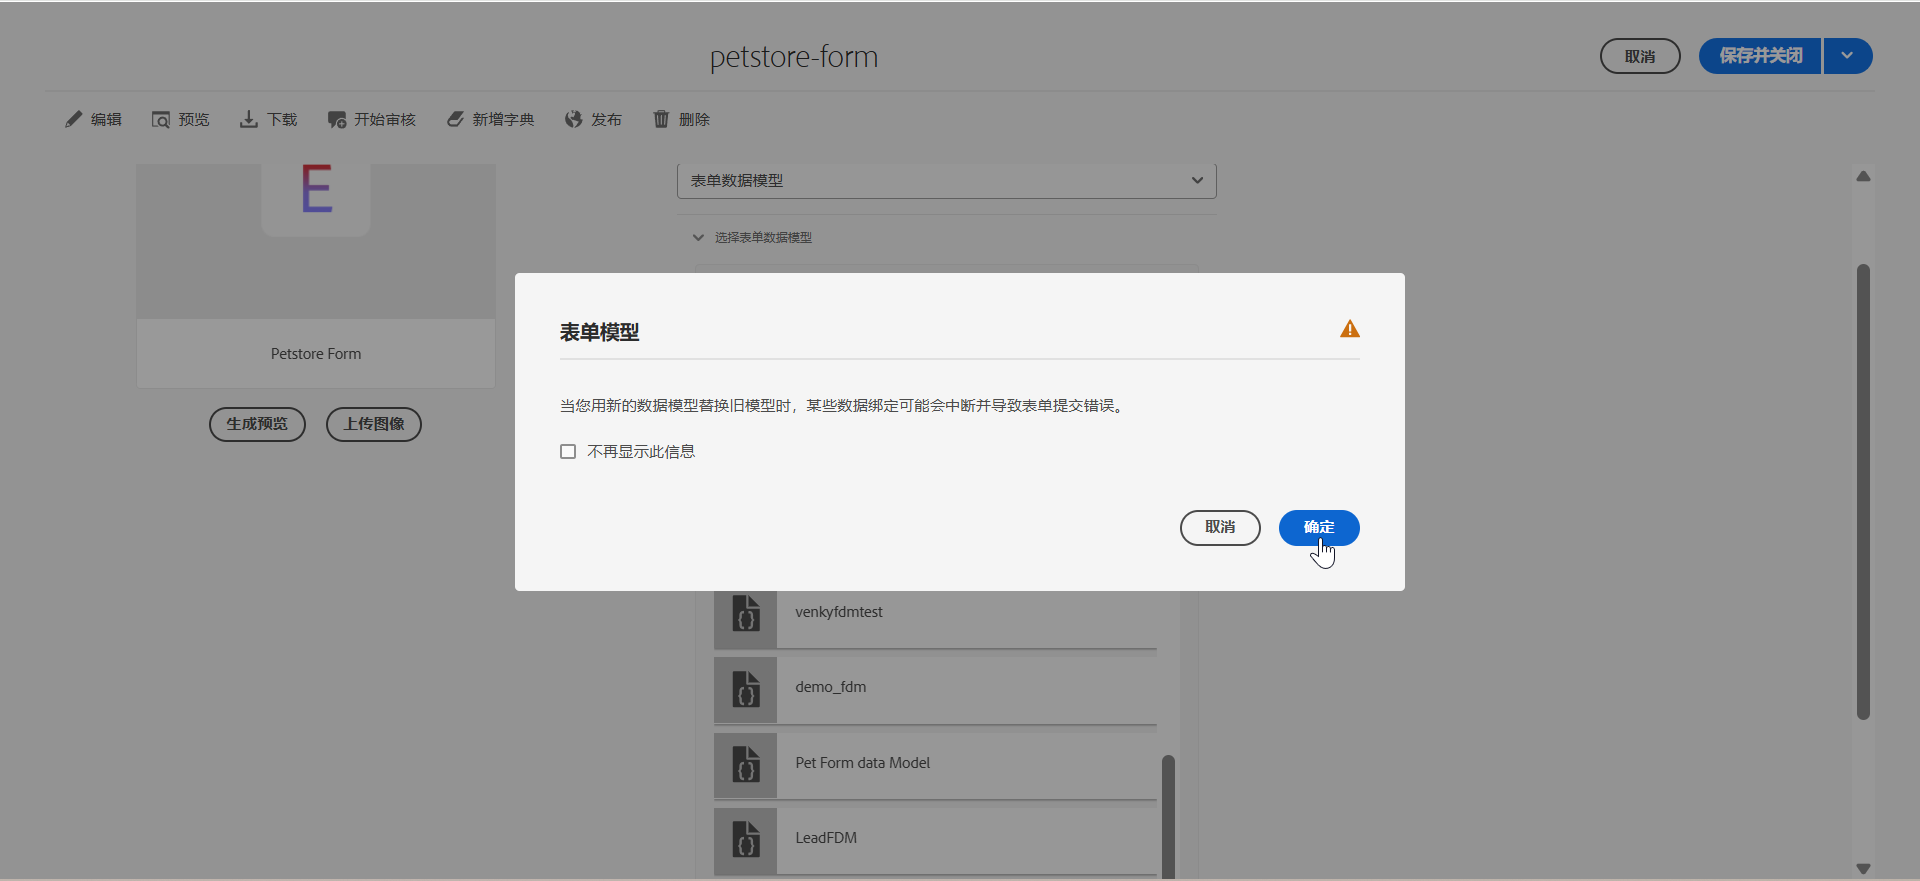 petstore-form
取消
保存并关闭
编辑 预览 下载 开始审核 新增字典 发布 删除
E
Petstore Form
生成预览 上传图像
表单数据模型
选择表单数据模型
表单模型
当您用新的数据模型替换旧模型时，某些数据绑定可能会中断并导致表单提交错误。
不再显示此信息
取消 确定
venkyfdmtest
demo_fdm
Pet Form data Model
LeadFDM